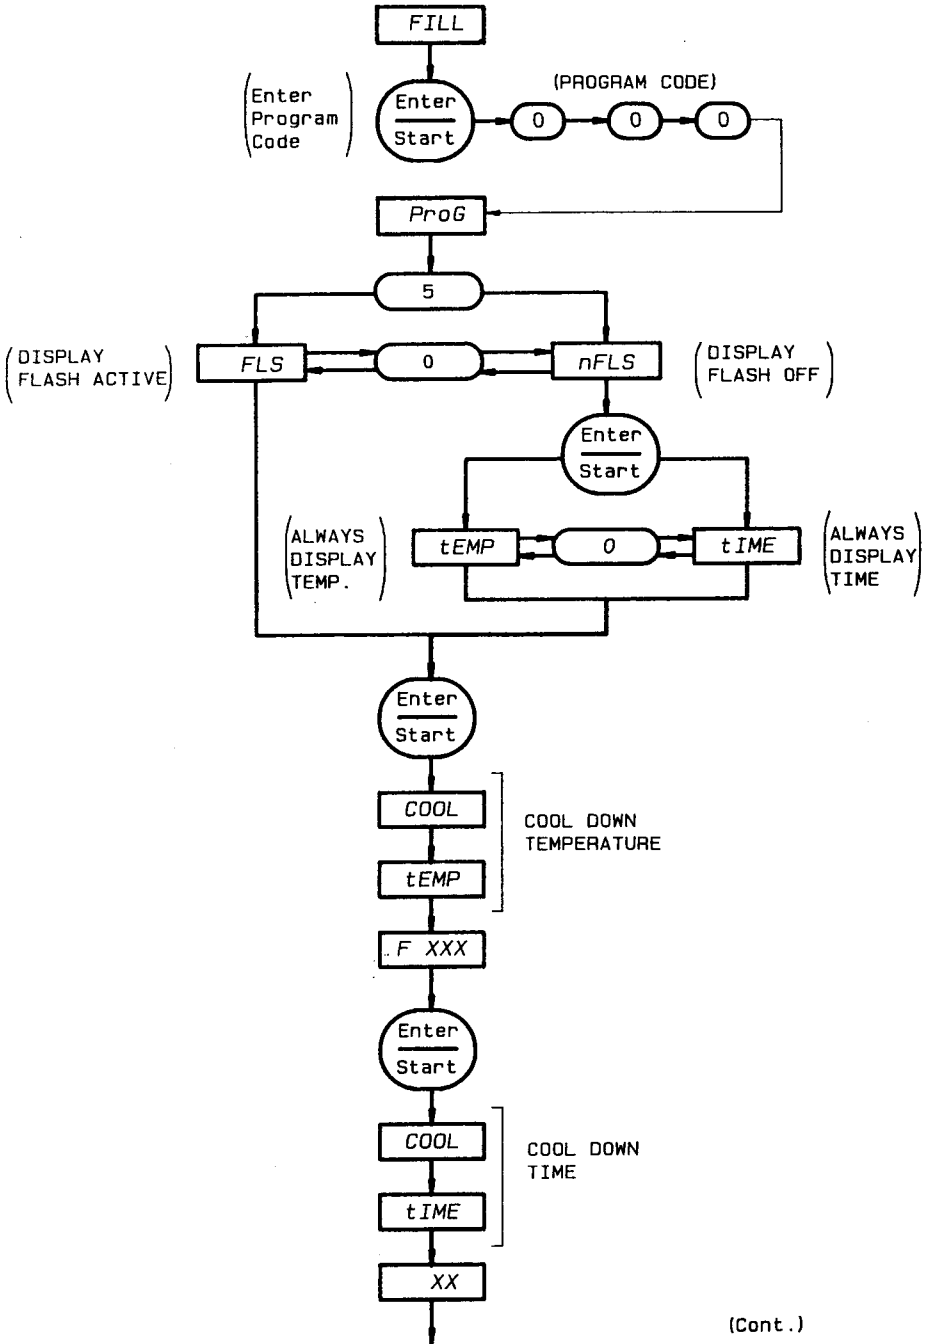 FILL
(Enter
Program
Code)
Enter
Start
(PROGRAM CODE)
0
0
0
ProG
5
(DISPLAY
FLASH ACTIVE)
FLS
0
nFLS
(DISPLAY
FLASH OFF)
Enter
Start
(ALWAYS
DISPLAY
TEMP.)
tEMP
0
tIME
(ALWAYS
DISPLAY
TIME)
Enter
Start
COOL
tEMP
COOL DOWN
TEMPERATURE
F XXX
Enter
Start
COOL
tIME
COOL DOWN
TIME
XX
(Cont.)